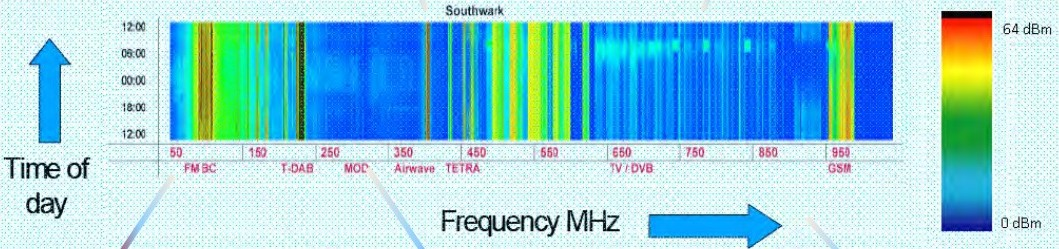 Southwark
12:00
06:00
00:00
18:00
12:00
64 dBm
0 dBm
50 150 250 350 450 550 650 750 850 950
FM BC T-DAB MOD Airwave TETRA TV / DVB GSM
Time of
day
Frequency MHz